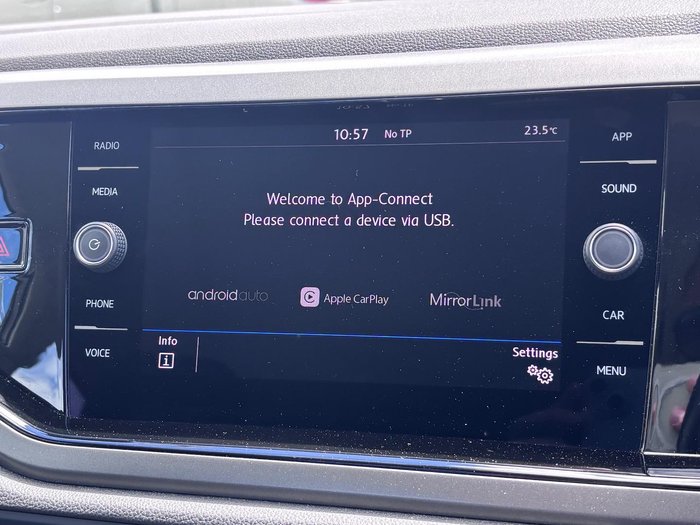 10:57 No TP 23.5°C
RADIO
MEDIA
PHONE
VOICE
Welcome to App-Connect
Please connect a device via USB.
androidauto Apple CarPlay MirrorLink
Info
i
Settings
APP
SOUND
CAR
MENU